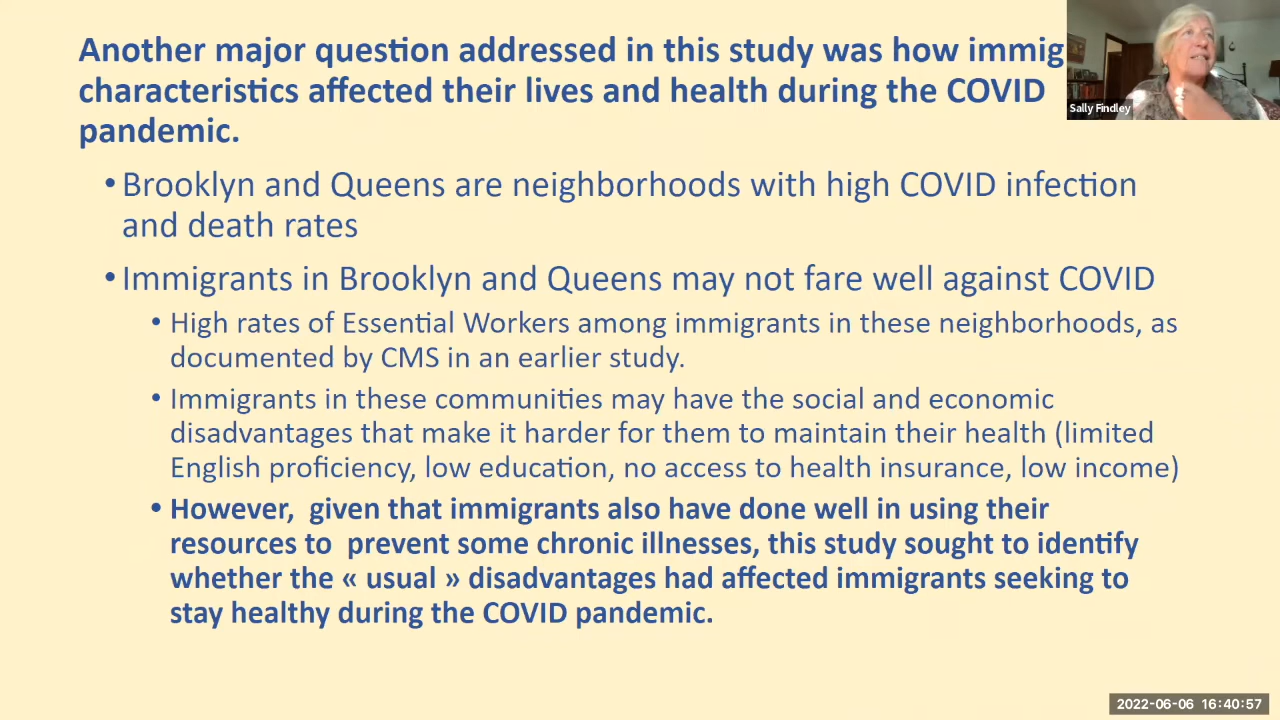 Another major question addressed in this study was how immig
characteristics affected their lives and health during the COVID
pandemic.
• Brooklyn and Queens are neighborhoods with high COVID infection
and death rates
• Immigrants in Brooklyn and Queens may not fare well against COVID
• High rates of Essential Workers among immigrants in these neighborhoods, as
documented by CMS in an earlier study.
• Immigrants in these communities may have the social and economic
disadvantages that make it harder for them to maintain their health (limited
English proficiency, low education, no access to health insurance, low income)
• However,  given that immigrants also have done well in using their
resources to  prevent some chronic illnesses, this study sought to identify
whether the « usual » disadvantages had affected immigrants seeking to
stay healthy during the COVID pandemic.
Sally Findley
2022-06-06 16:40:57